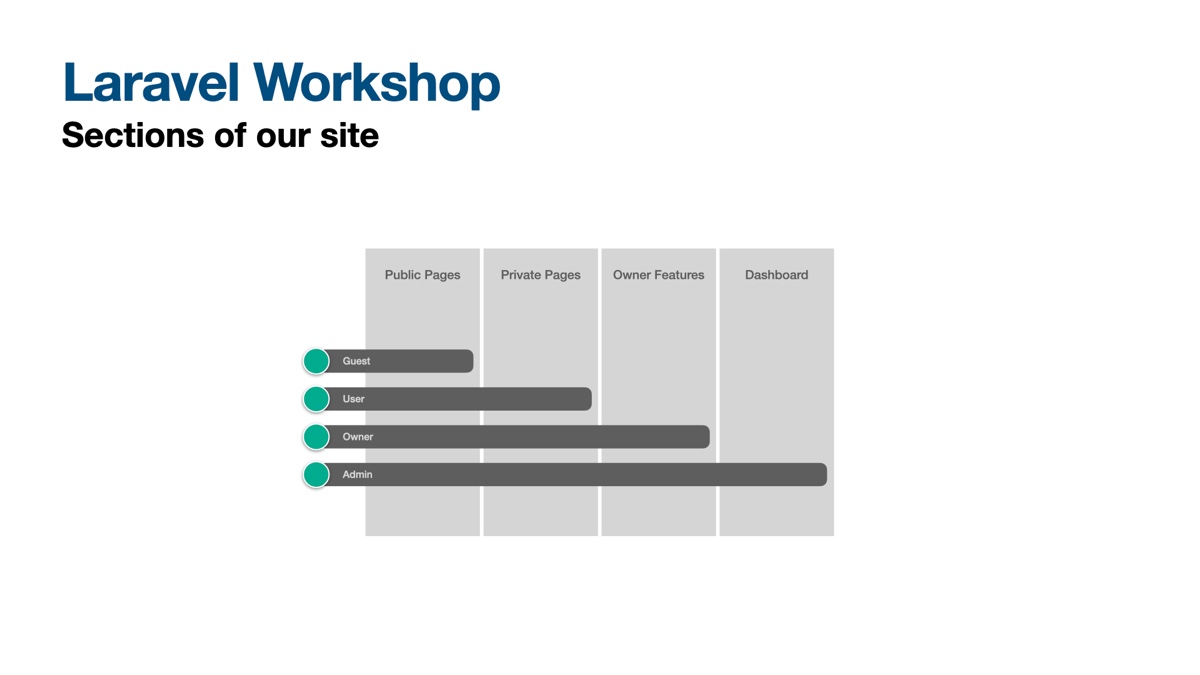 Laravel Workshop
Sections of our site
Public Pages
Private Pages
Owner Features
Dashboard
Guest
User
Owner
Admin